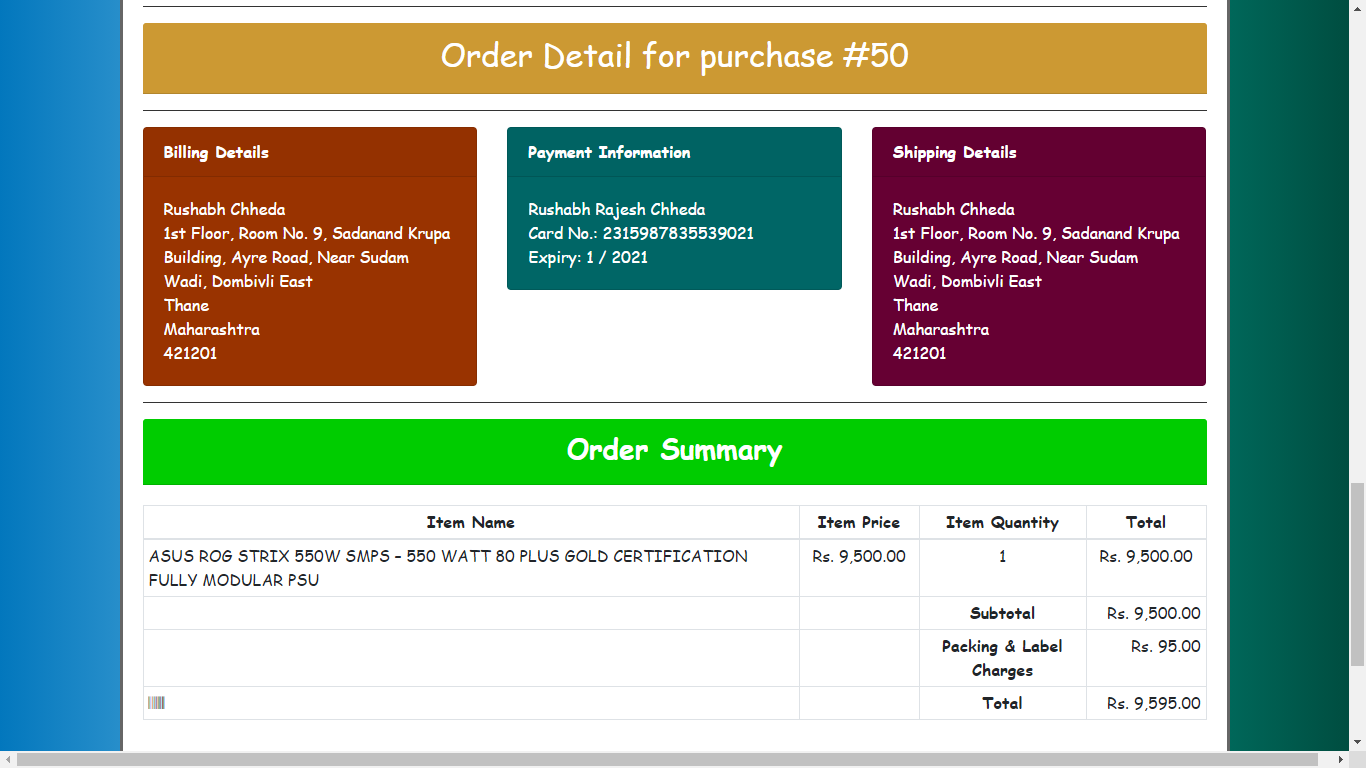 Order Detail for purchase #50
Billing Details
Rushabh Chheda
1st Floor, Room No. 9, Sadanand Krupa
Building, Ayre Road, Near Sudam
Wadi, Dombivli East
Thane
Maharashtra
421201
Payment Information
Rushabh Rajesh Chheda
Card No.: 2315987835539021
Expiry: 1 / 2021
Shipping Details
Rushabh Chheda
1st Floor, Room No. 9, Sadanand Krupa
Building, Ayre Road, Near Sudam
Wadi, Dombivli East
Thane
Maharashtra
421201
Order Summary
Item Name Item Price Item Quantity Total
ASUS ROG STRIX 550W SMPS – 550 WATT 80 PLUS GOLD CERTIFICATION Rs. 9,500.00 1 Rs. 9,500.00
FULLY MODULAR PSU
Subtotal Rs. 9,500.00
Packing & Label Rs. 95.00
Charges
Total Rs. 9,595.00